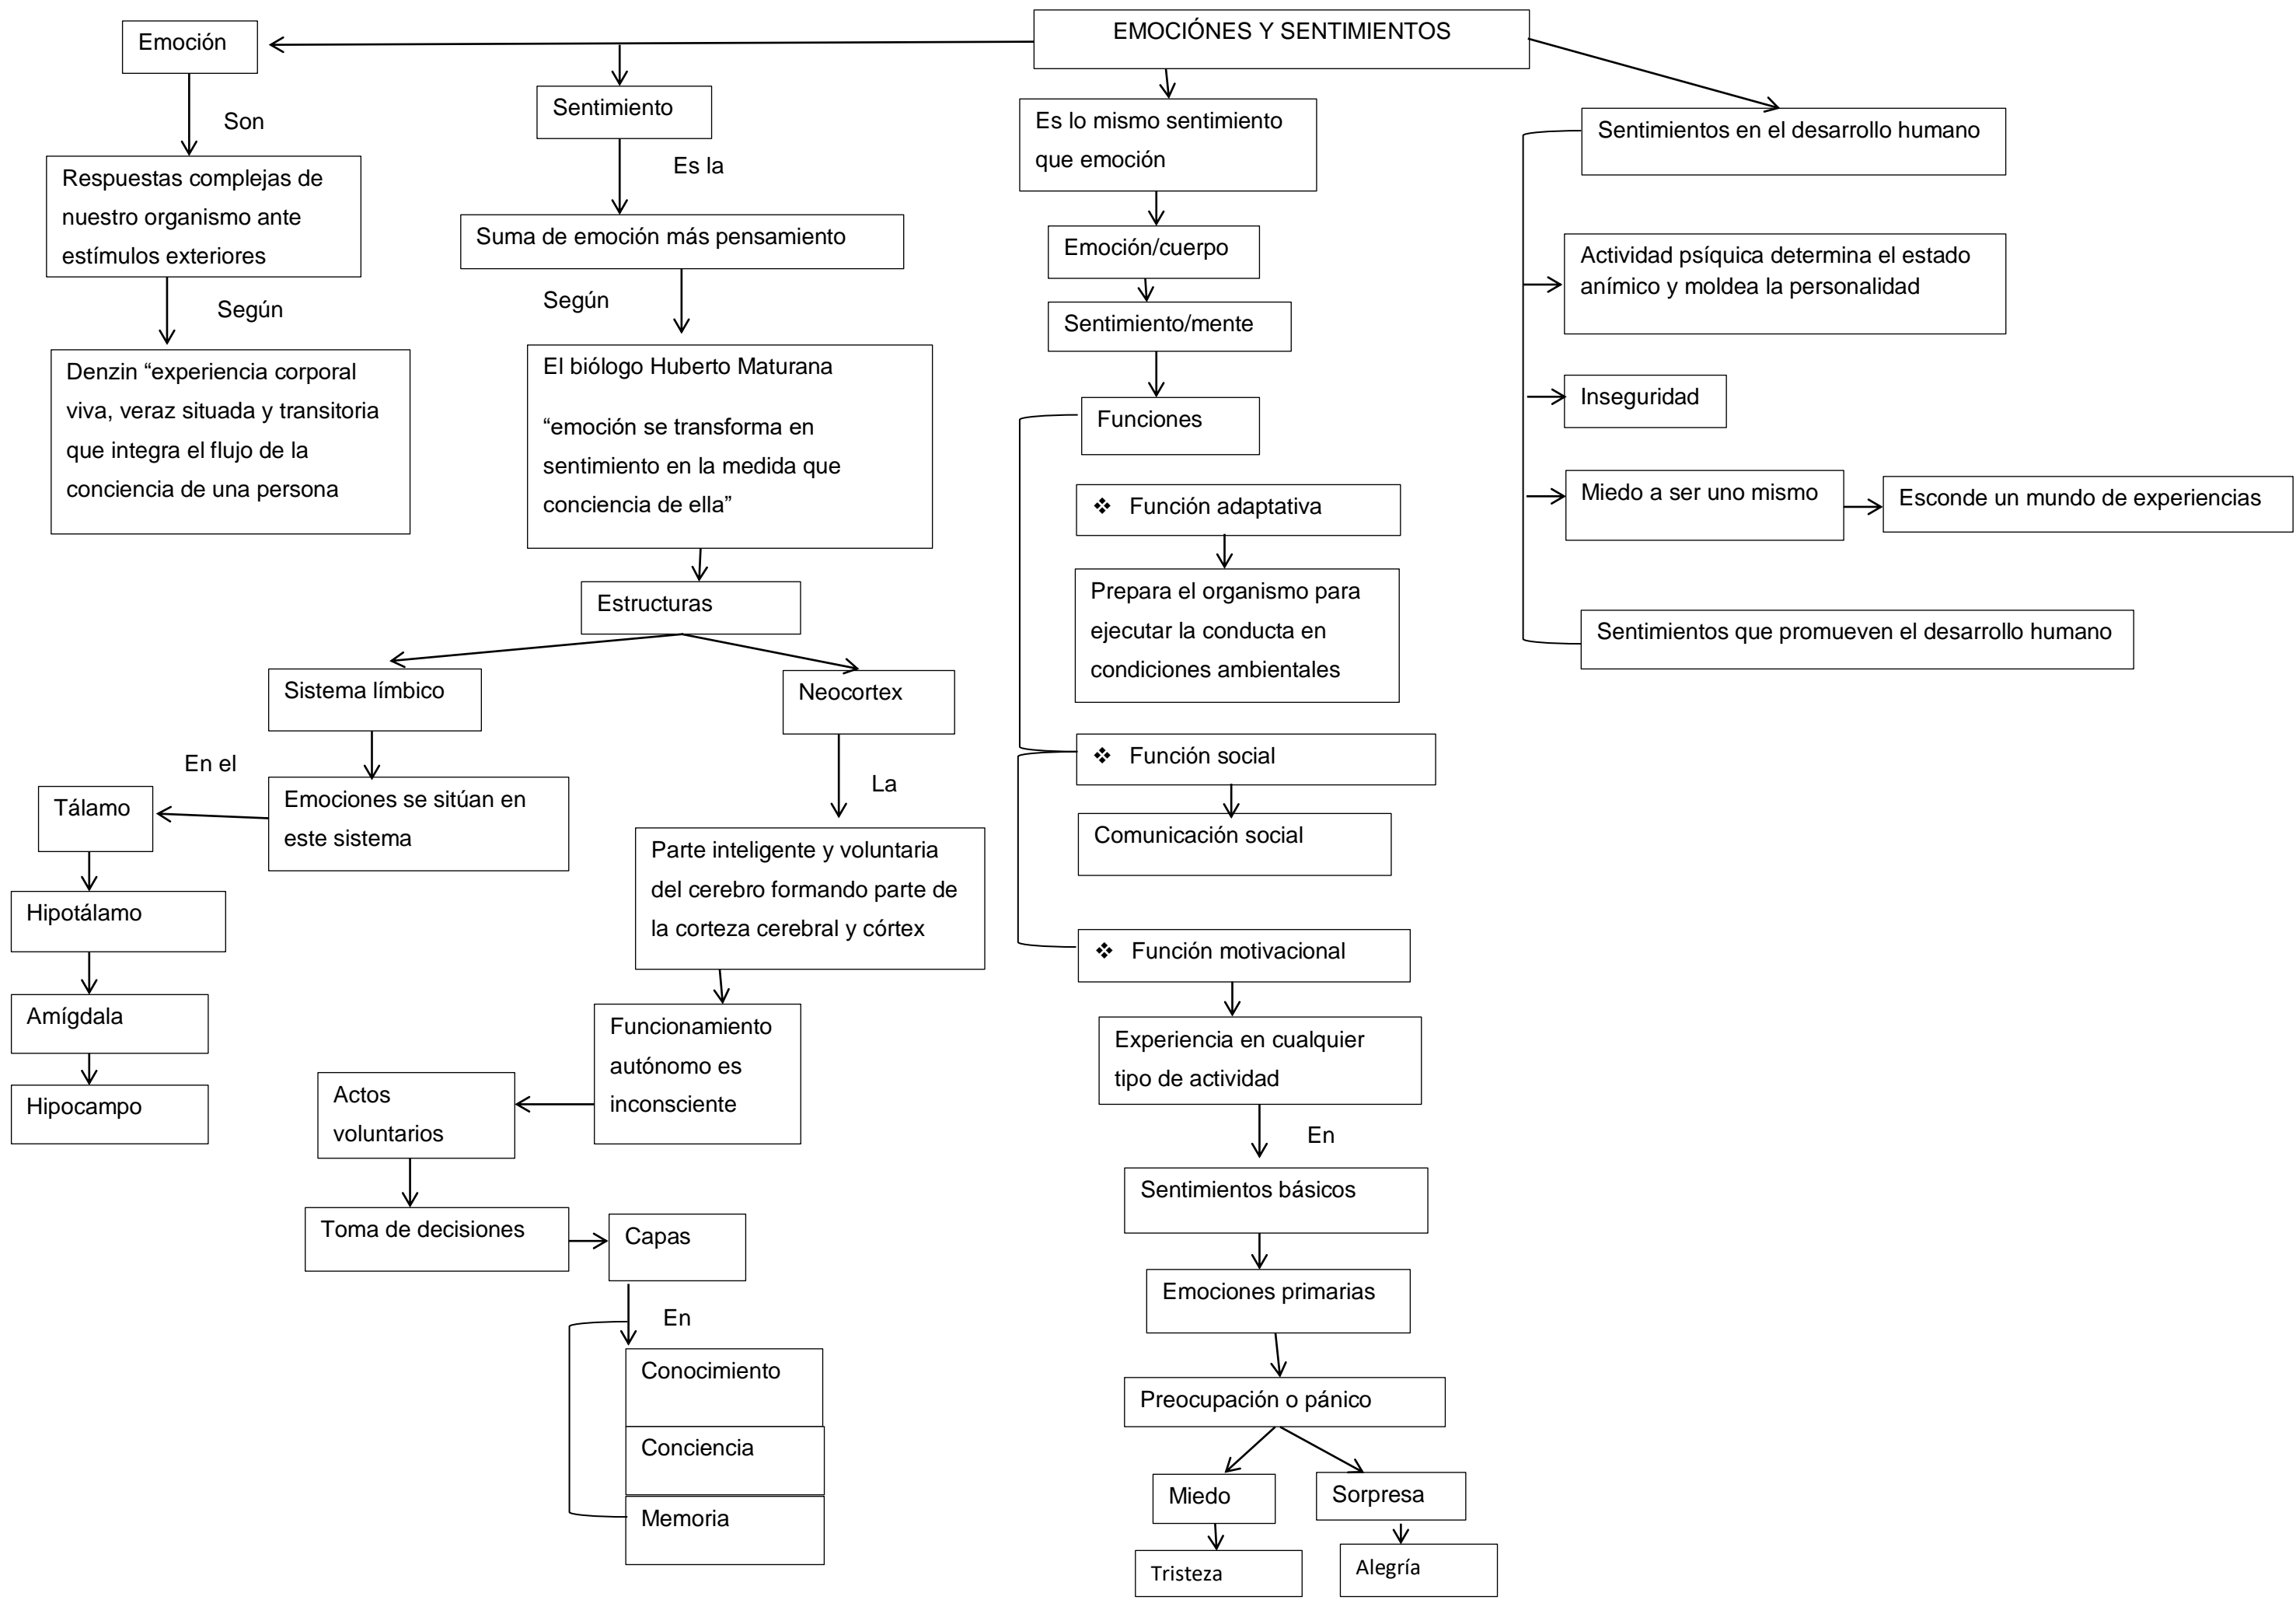 EMOCIÓNES Y SENTIMIENTOS
Emoción
Son
Respuestas complejas de
nuestro organismo ante
estímulos exteriores
Según
Denzin “experiencia corporal
viva, veraz situada y transitoria
que integra el flujo de la
conciencia de una persona
Sentimiento
Es la
Suma de emoción más pensamiento
Según
El biólogo Huberto Maturana
“emoción se transforma en
sentimiento en la medida que
conciencia de ella”
Estructuras
Sistema límbico
Emociones se sitúan en
este sistema
En el
Tálamo
Hipotálamo
Amígdala
Hipocampo
Neocortex
La
Parte inteligente y voluntaria
del cerebro formando parte de
la corteza cerebral y córtex
Funcionamiento
autónomo es
inconsciente
Actos
voluntarios
Toma de decisiones
Capas
En
Conocimiento
Conciencia
Memoria
Es lo mismo sentimiento
que emoción
Emoción/cuerpo
Sentimiento/mente
Funciones
❖ Función adaptativa
Prepara el organismo para
ejecutar la conducta en
condiciones ambientales
❖ Función social
Comunicación social
❖ Función motivacional
Experiencia en cualquier
tipo de actividad
En
Sentimientos básicos
Emociones primarias
Preocupación o pánico
Miedo
Tristeza
Sorpresa
Alegría
Sentimientos en el desarrollo humano
Actividad psíquica determina el estado
anímico y moldea la personalidad
Inseguridad
Miedo a ser uno mismo
Esconde un mundo de experiencias
Sentimientos que promueven el desarrollo humano